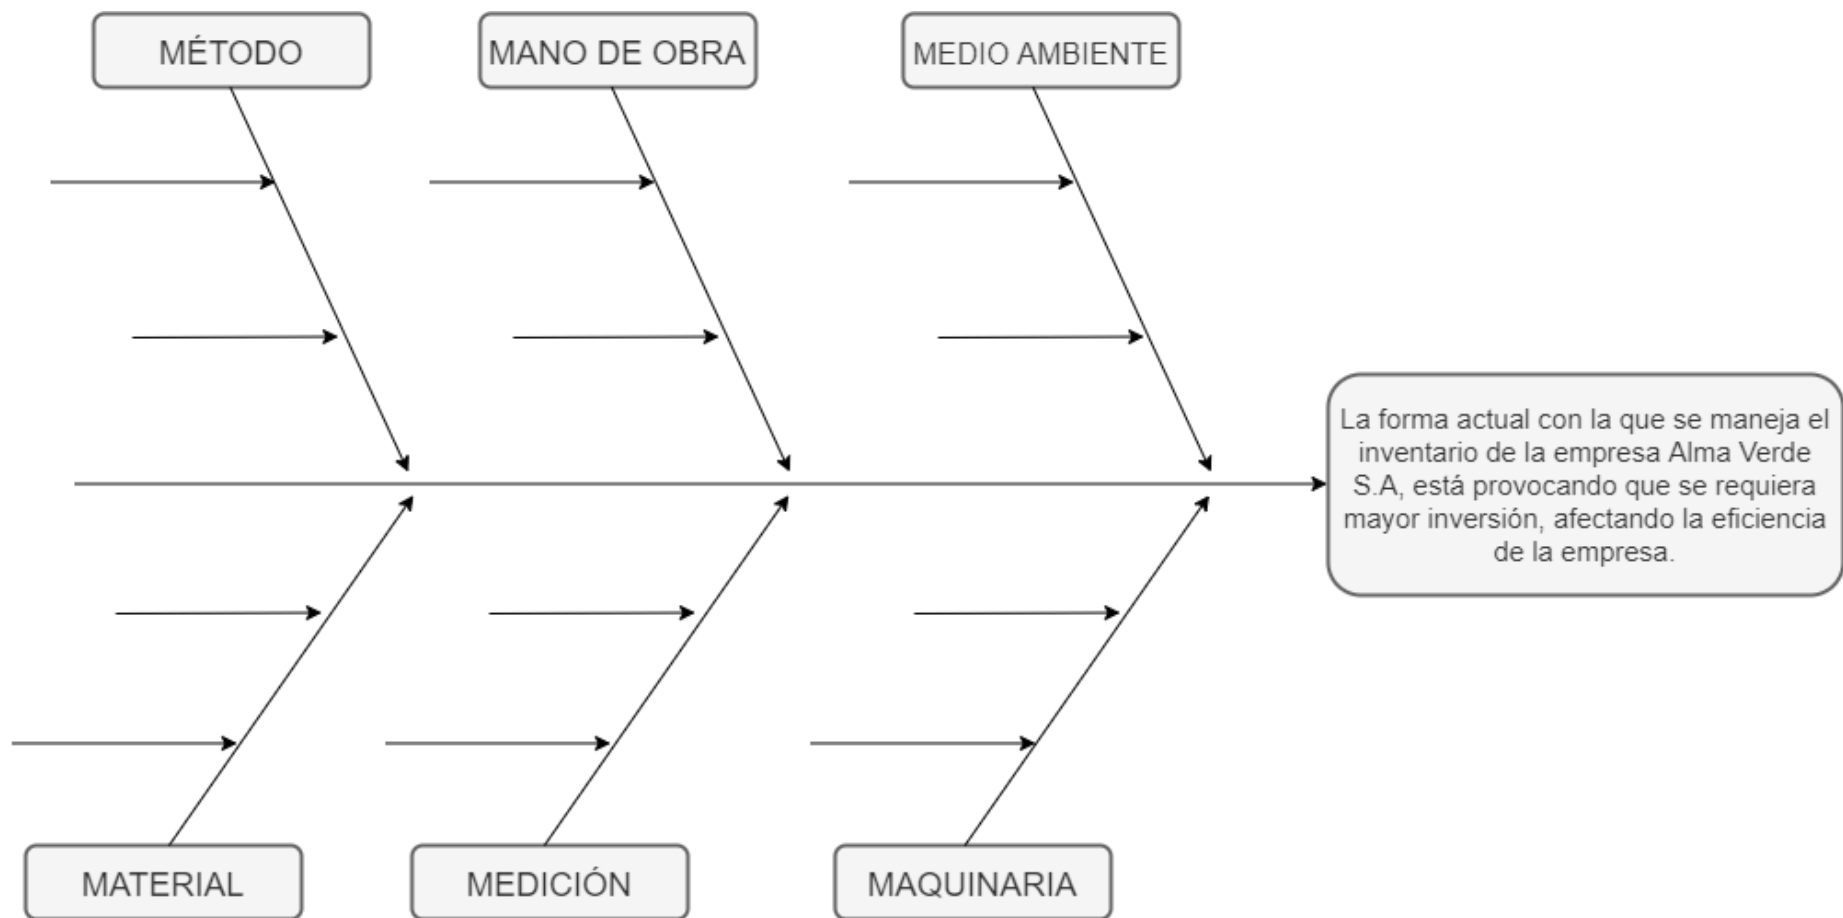 MÉTODO
MANO DE OBRA
MEDIO AMBIENTE
La forma actual con la que se maneja el
inventario de la empresa Alma Verde
S.A, está provocando que se requiera
mayor inversión, afectando la eficiencia
de la empresa.
MATERIAL
MEDICIÓN
MAQUINARIA